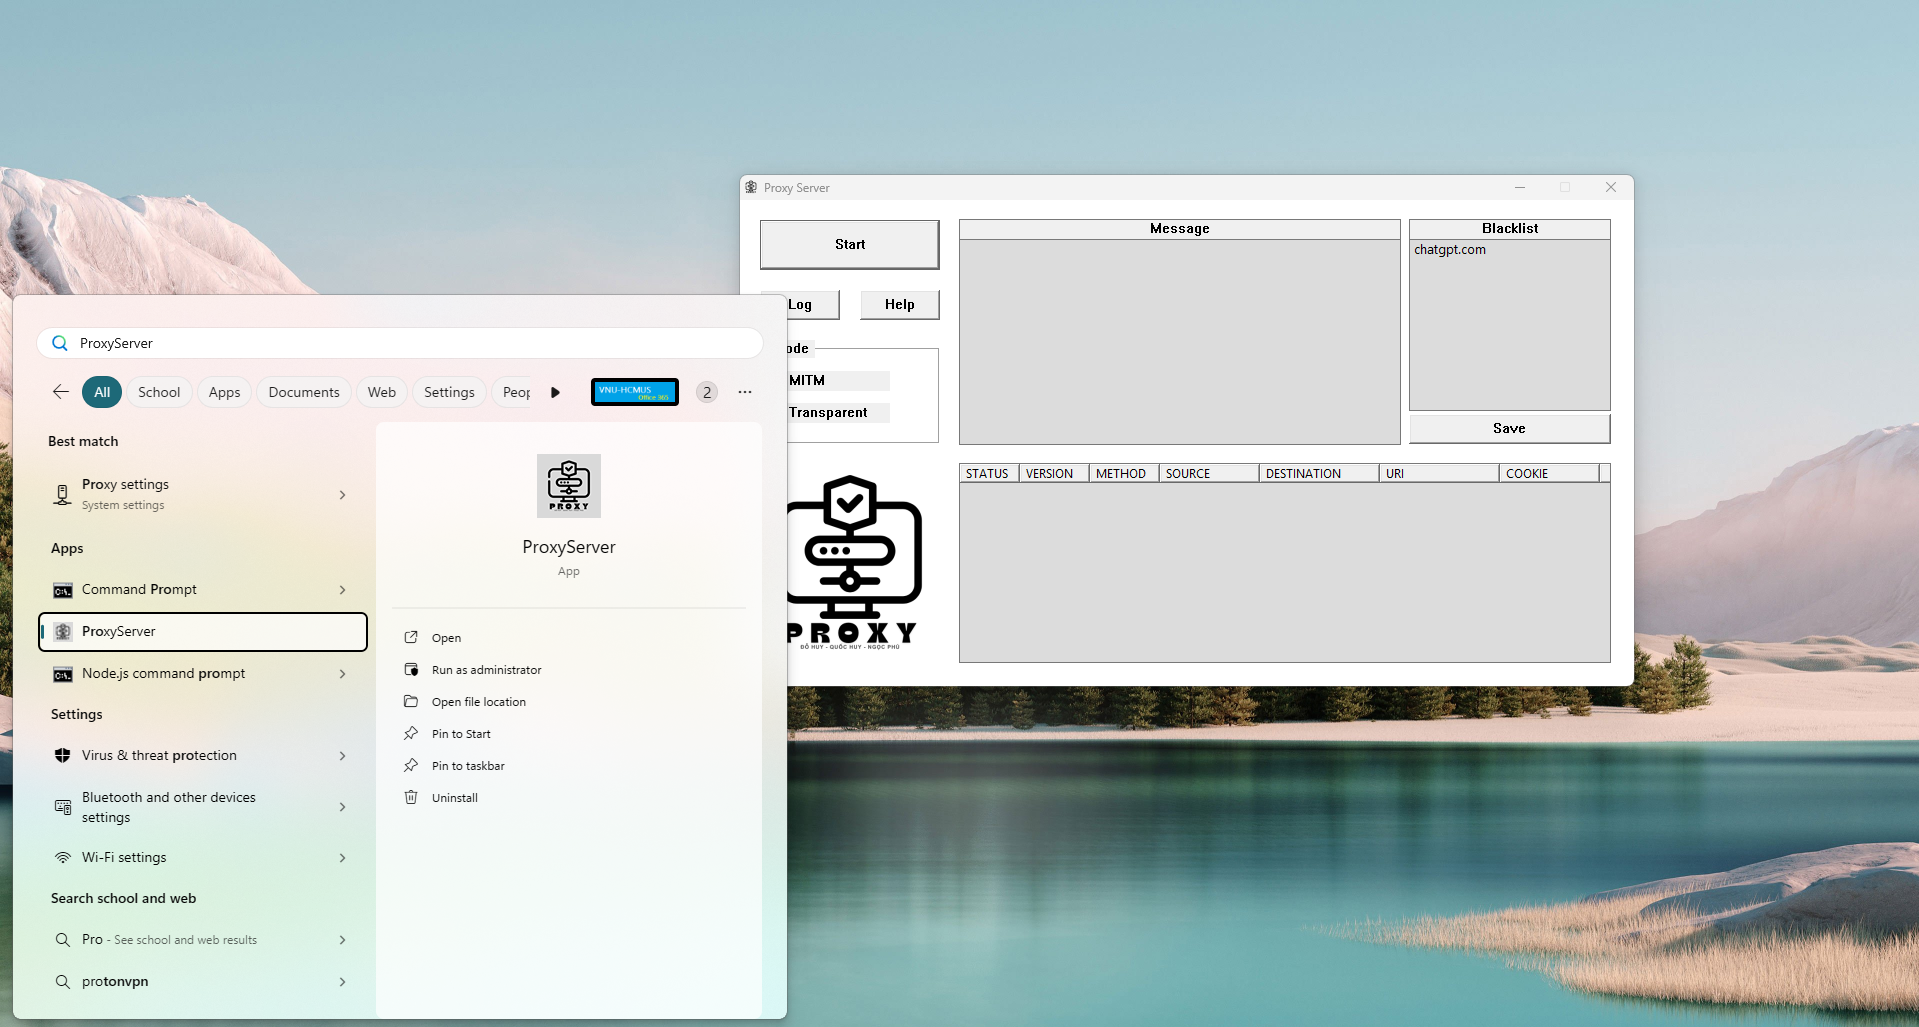 Proxy Server
Start
Log
Help
ode
MITM
Transparent
Message
Blacklist
chatgpt.com
Save
STATUS VERSION METHOD SOURCE DESTINATION URI COOKIE
PROXY
ĐỖ HUY - QUỐC HUY - NGỌC PHÚ
ProxyServer
All School Apps Documents Web Settings Peop
VNU-HCMUS
Office 365
2
Best match
Proxy settings
System settings
Apps
Command Prompt
ProxyServer
Node.js command prompt
Settings
Virus & threat protection
Bluetooth and other devices
settings
Wi-Fi settings
Search school and web
Pro - See school and web results
protonvpn
PROXY
ProxyServer
App
Open
Run as administrator
Open file location
Pin to Start
Pin to taskbar
Uninstall